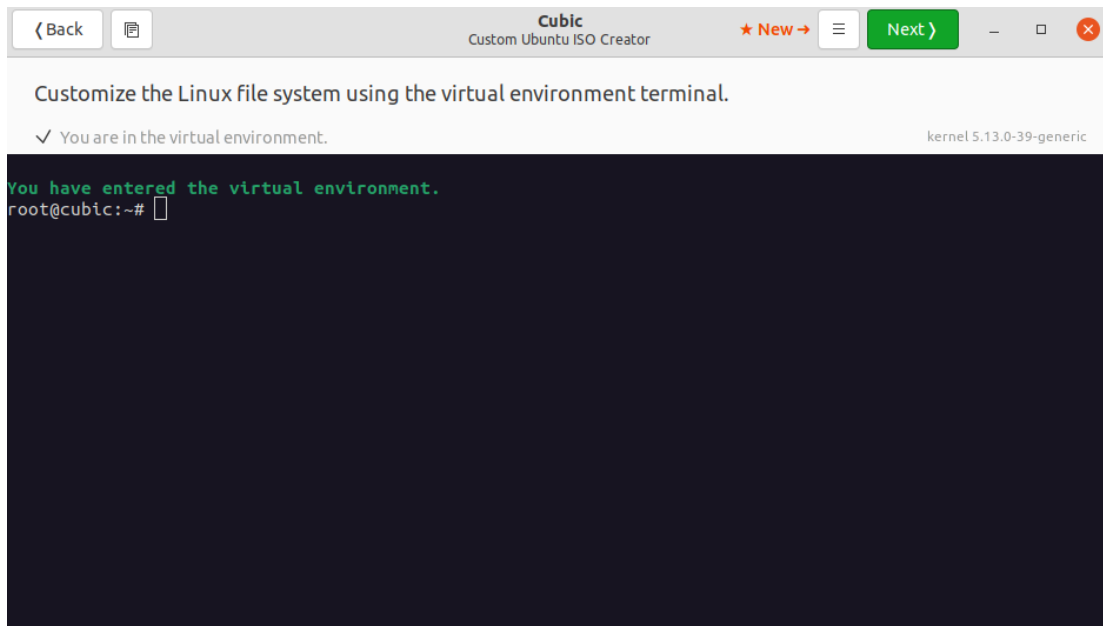 ❬Back
Cubic
Custom Ubuntu ISO Creator
★ New →
Next❭
Customize the Linux file system using the virtual environment terminal.
✓ You are in the virtual environment.
kernel 5.13.0-39-generic
You have entered the virtual environment.
root@cubic:~#